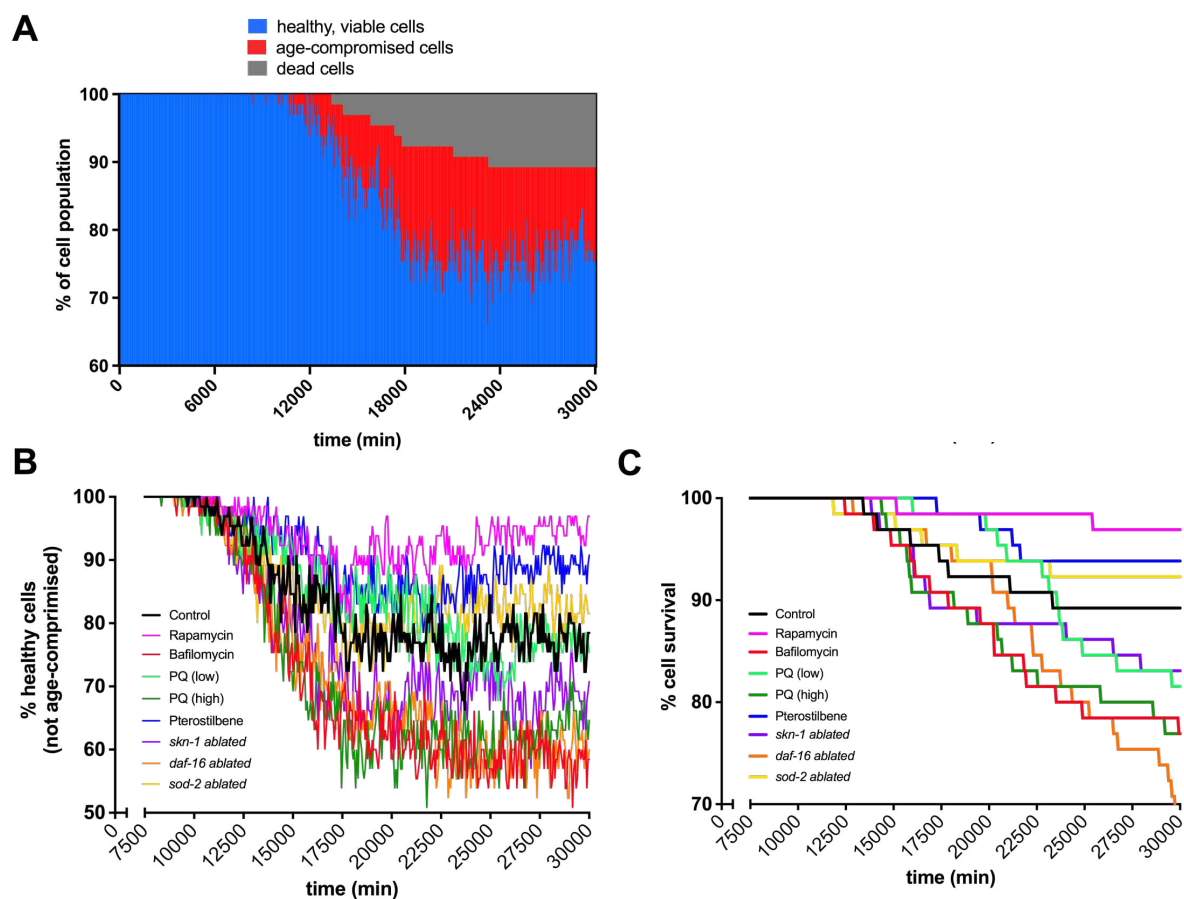 A
healthy, viable cells
age-compromised cells
dead cells
% of cell population
100
90
80
70
60
0
6000
12000
18000
24000
30000
time (min)
B
% healthy cells
(not age-comprimised)
100
90
80
70
60
50
Control
Rapamycin
Bafilomycin
PQ (low)
PQ (high)
Pterostilbene
skn-1 ablated
daf-16 ablated
sod-2 ablated
0
7500
10000
12500
15000
17500
20000
22500
25000
27500
30000
time (min)
C
% cell survival
100
90
80
70
Control
Rapamycin
Bafilomycin
PQ (low)
PQ (high)
Pterostilbene
skn-1 ablated
daf-16 ablated
sod-2 ablated
0
7500
10000
12500
15000
17500
20000
22500
25000
27500
30000
time (min)